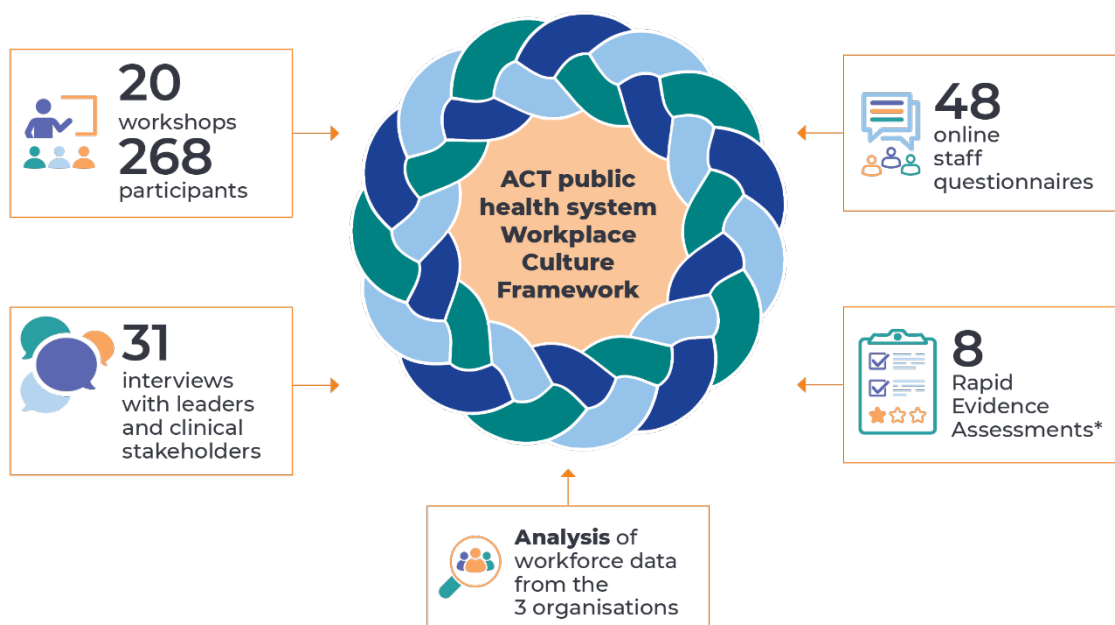 20
workshops
268
participants
ACT public
health system
Workplace
Culture
Framework
48
online
staff
questionnaires
31
interviews
with leaders
and clinical
stakeholders
8
Rapid
Evidence
Assessments*
Analysis of
workforce data
from the
3 organisations